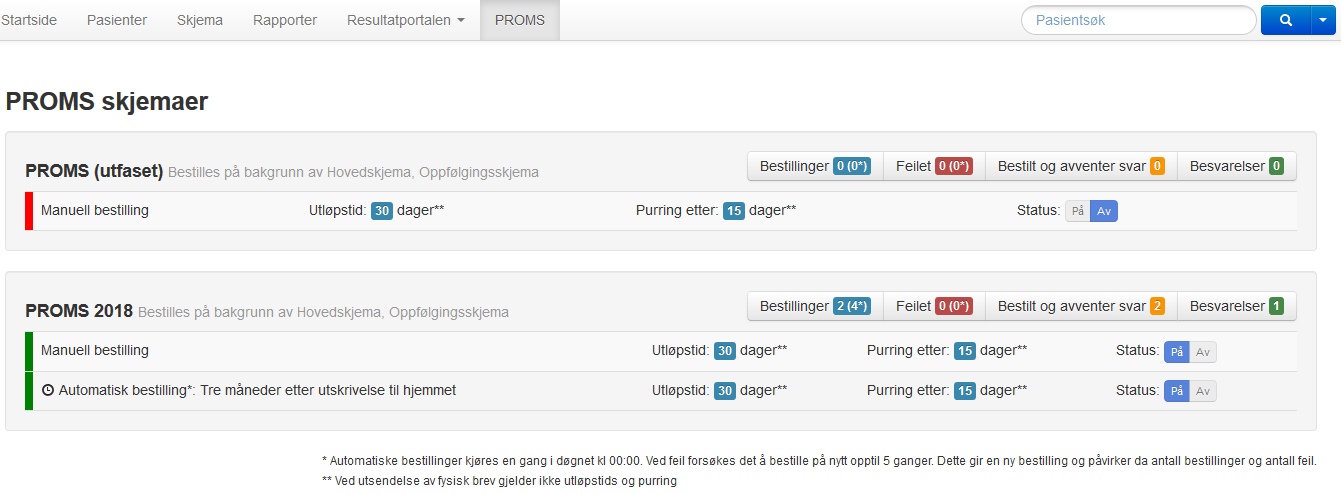 Startside Pasienter Skjema Rapporter Resultatportalen PROMS Pasientsøk
PROMS skjemaer
PROMS (utfaset) Bestilles på bakgrunn av Hovedskjema, Oppfølgingsskjema Bestillinger 0 (0*) Feilet 0 (0*) Bestilt og avventer svar 0 Besvarelser 0
Manuell bestilling Utløpstid: 30 dager** Purring etter: 15 dager** Status: På Av
PROMS 2018 Bestilles på bakgrunn av Hovedskjema, Oppfølgingsskjema Bestillinger 2 (4*) Feilet 0 (0*) Bestilt og avventer svar 2 Besvarelser 1
Manuell bestilling Utløpstid: 30 dager** Purring etter: 15 dager** Status: På Av
Automatisk bestilling*: Tre måneder etter utskrivelse til hjemmet Utløpstid: 30 dager** Purring etter: 15 dager** Status: På Av
* Automatiske bestillinger kjøres en gang i døgnet kl 00:00. Ved feil forsøkes det å bestille på nytt opptil 5 ganger. Dette gir en ny bestilling og påvirker da antall bestillinger og antall feil.
** Ved utsendelse av fysisk brev gjelder ikke utløpstids og purring